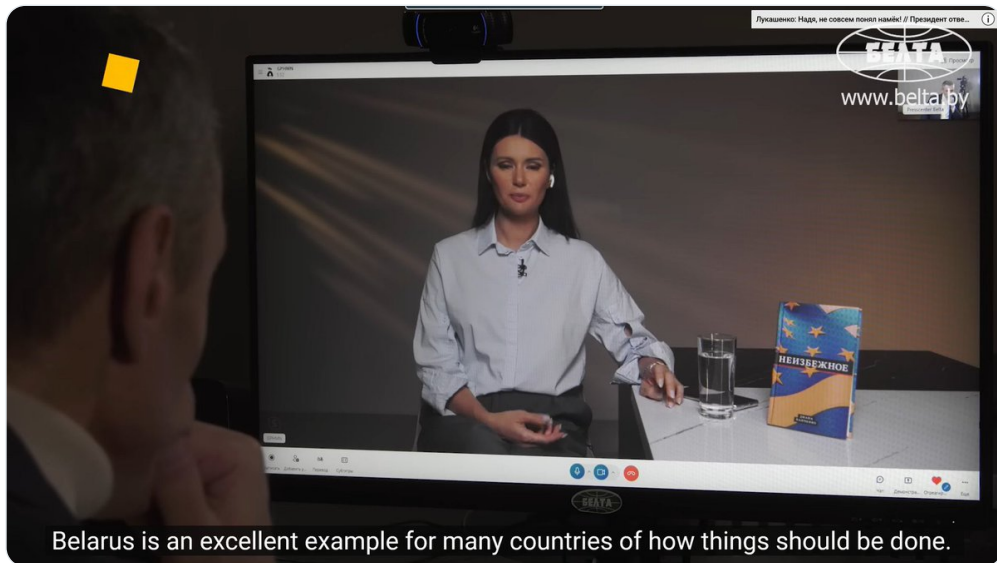 Лукашенко: Надя, не совсем понял намёк! // Президент отве...
БЕЛТА
www.belta.by
Просмотр
НЕИЗБЕЖНОЕ
БЕЛТА
Belarus is an excellent example for many countries of how things should be done.